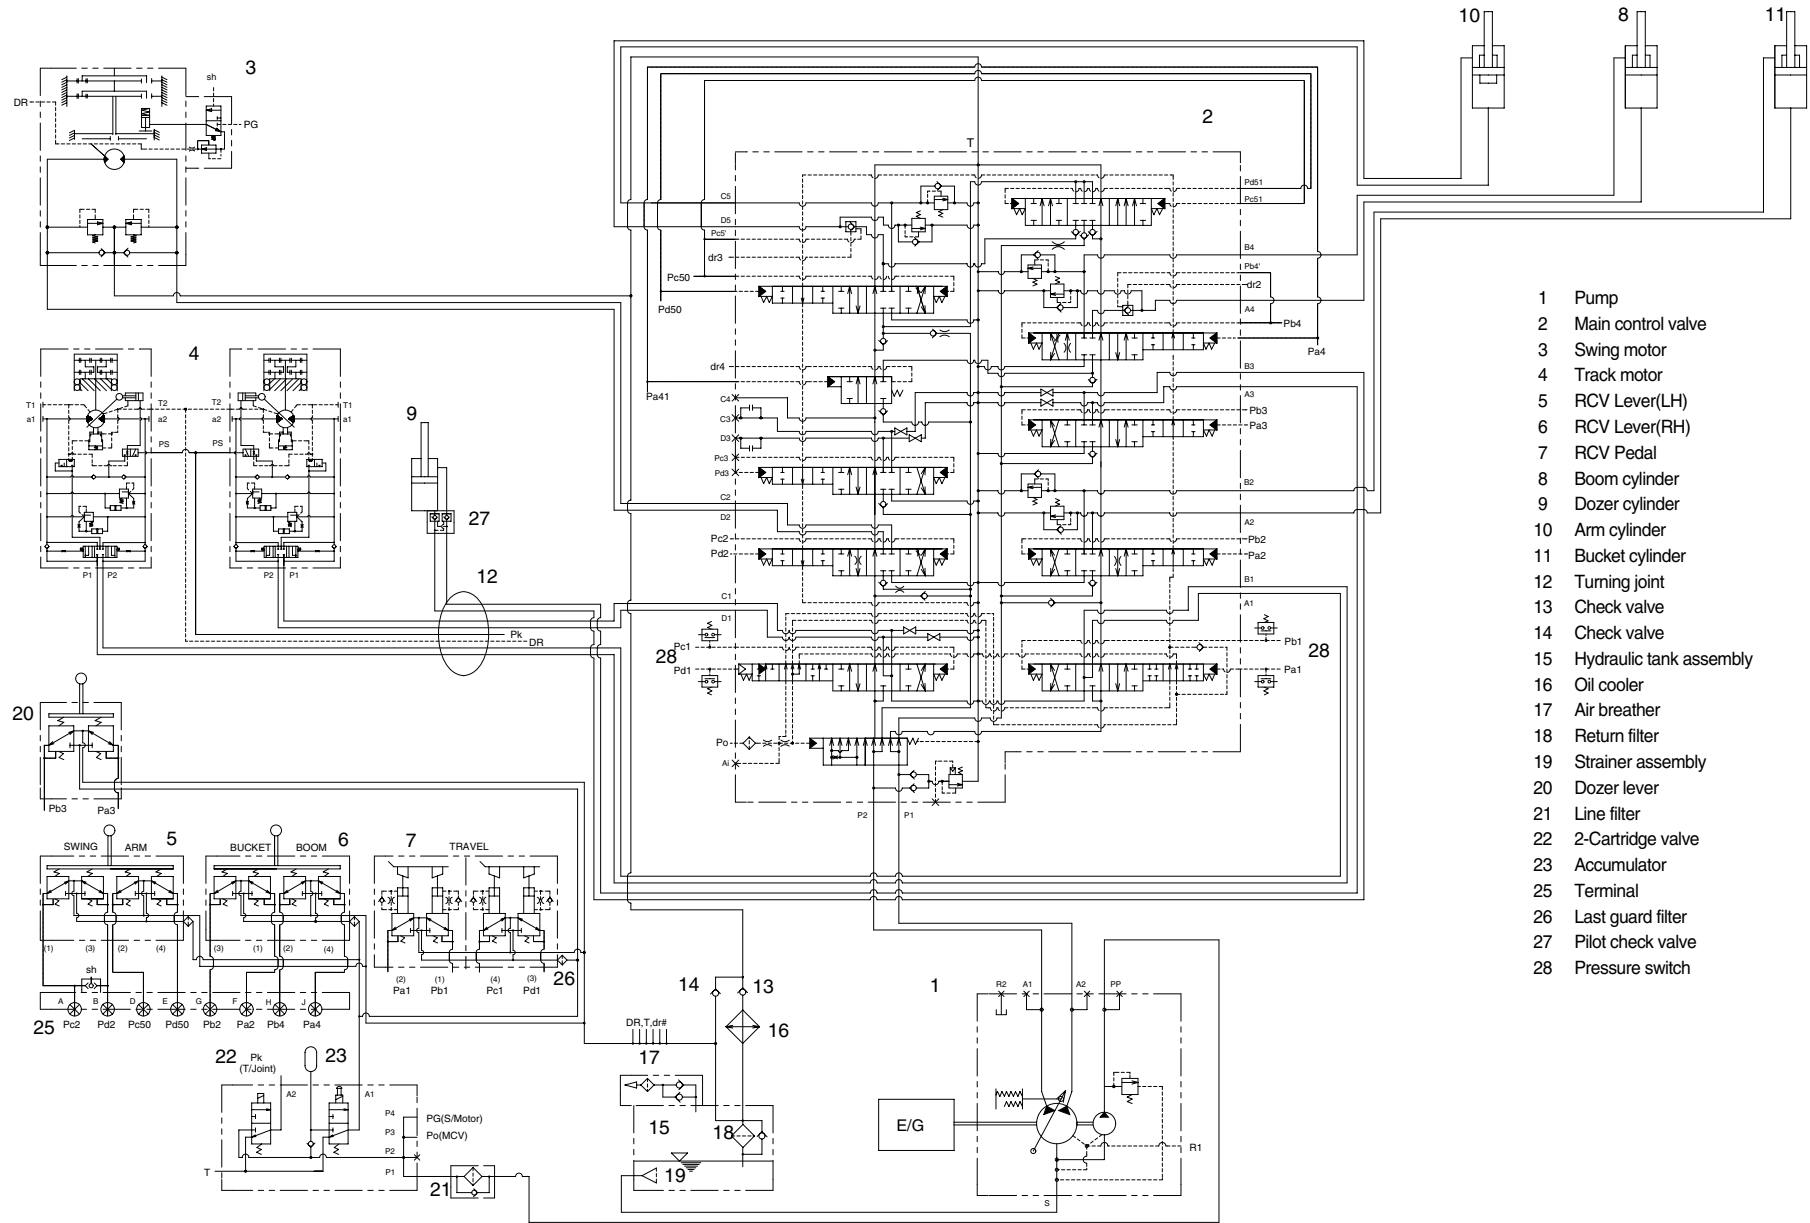 10
8
11
3
sh
DR
PG
2
T
C5
D5
Pc5'
dr3
Pc50
Pd50
Pd51
Pc51
B4
Pb4'
dr2
A4
Pb4
Pa4
dr4
Pa41
C4
C3
D3
Pc3
Pd3
B3
A3
Pb3
Pa3
C2
D2
Pc2
Pd2
B2
A2
Pb2
Pa2
C1
D1
28
Pc1
Pd1
B1
A1
Pb1
28
Pa1
Po
Ai
P2
P1
4
T1
a1
T2
a2
T2
a2
T1
a1
PS
PS
P1
P2
P2
P1
9
27
12
Pk
DR
20
Pb3
Pa3
5
SWING
ARM
(1)
(3)
(2)
(4)
6
BUCKET
BOOM
(3)
(1)
(2)
(4)
7
TRAVEL
(2)
(1)
(4)
(3)
26
Pa1
Pb1
Pc1
Pd1
sh
A
B
D
E
G
F
H
J
25
Pc2
Pd2
Pc50
Pd50
Pb2
Pa2
Pb4
Pa4
22
Pk
(T/Joint)
23
A2
A1
P4
PG(S/Motor)
P3
Po(MCV)
P2
P1
T
21
14
13
DR,T,dr#
16
17
15
18
19
1
R2
A1
A2
PP
E/G
R1
S
1 Pump
2 Main control valve
3 Swing motor
4 Track motor
5 RCV Lever(LH)
6 RCV Lever(RH)
7 RCV Pedal
8 Boom cylinder
9 Dozer cylinder
10 Arm cylinder
11 Bucket cylinder
12 Turning joint
13 Check valve
14 Check valve
15 Hydraulic tank assembly
16 Oil cooler
17 Air breather
18 Return filter
19 Strainer assembly
20 Dozer lever
21 Line filter
22 2-Cartridge valve
23 Accumulator
25 Terminal
26 Last guard filter
27 Pilot check valve
28 Pressure switch